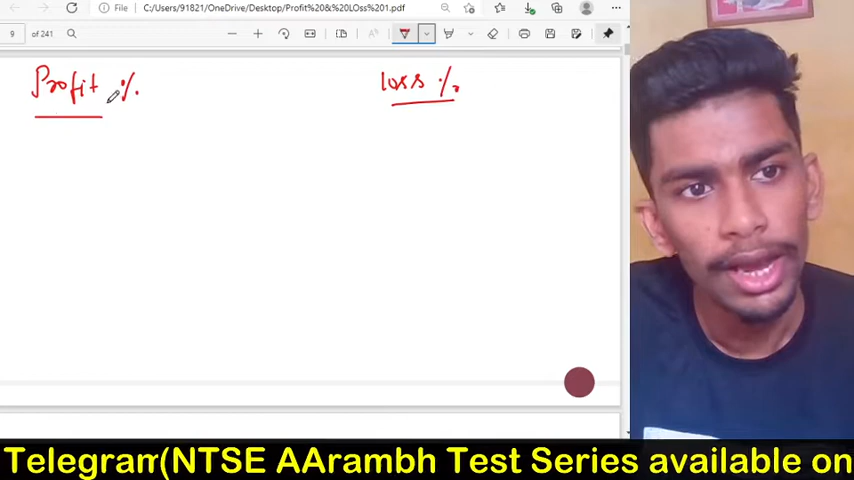 File
C:/Users/91821/OneDrive/Desktop/Profit%20&%20LOss%201.pdf
9 of 241
Profit %
loss %
Telegram(NTSE AArambh Test Series available on